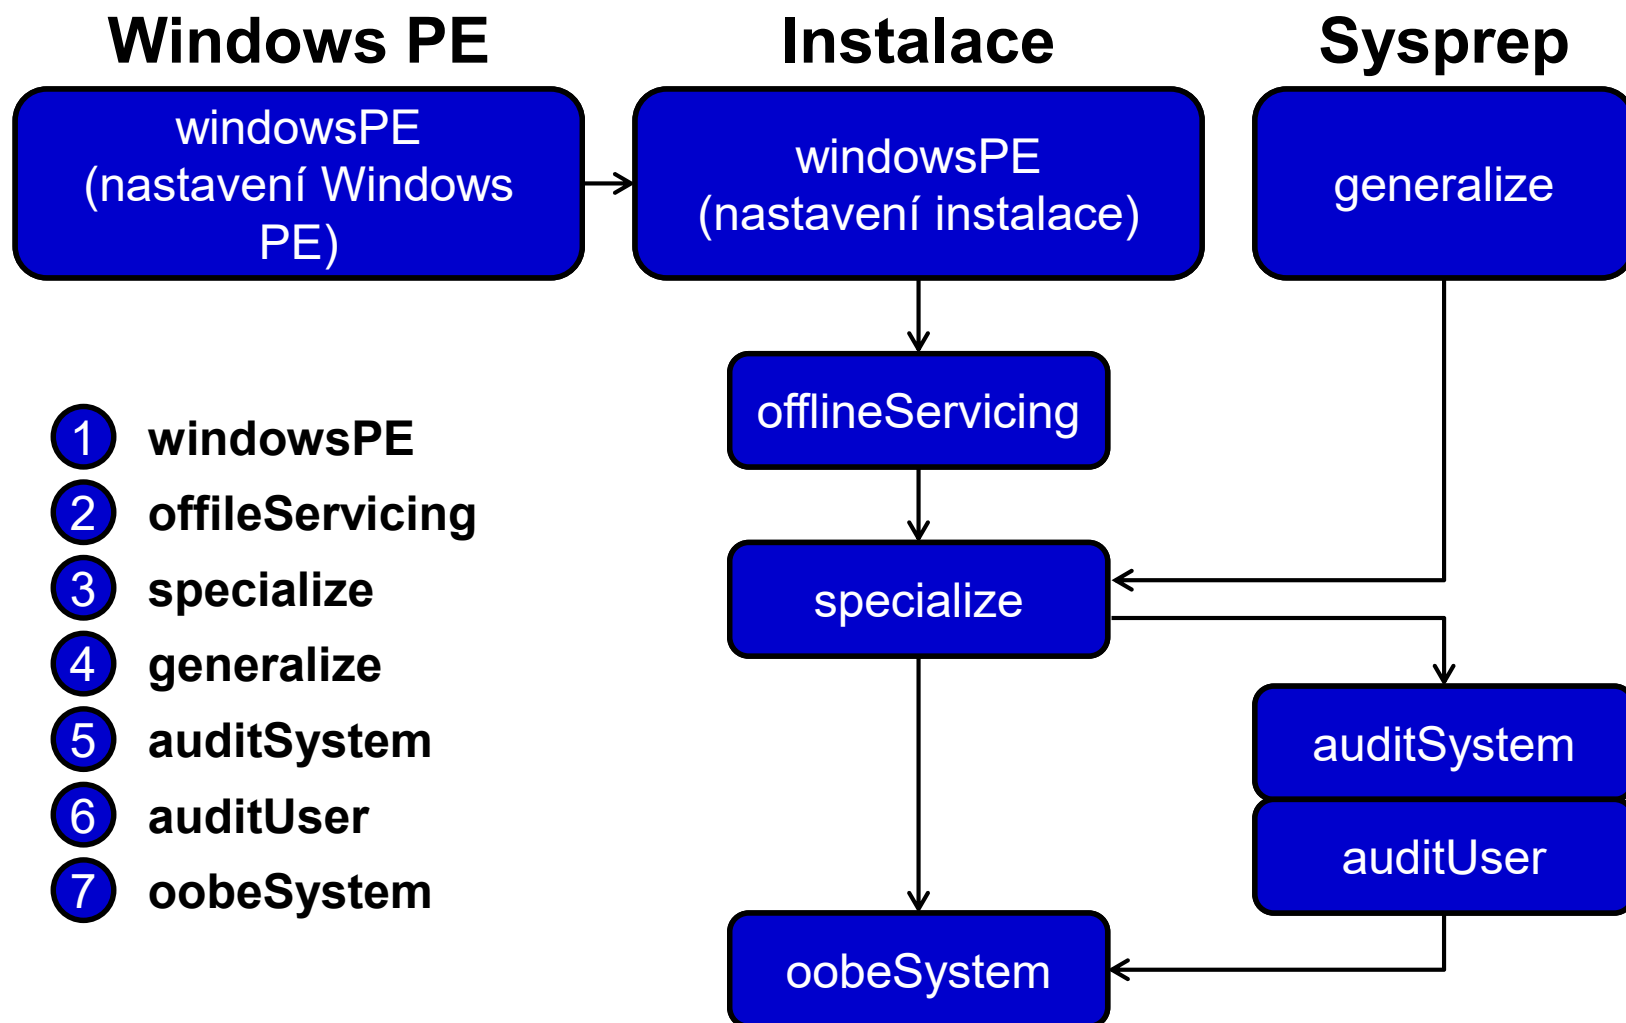 Windows PE
Instalace
Sysprep
windowsPE
(nastavení Windows
PE)
windowsPE
(nastavení instalace)
generalize
offlineServicing
1 windowsPE
2 offileServicing
3 specialize
4 generalize
5 auditSystem
6 auditUser
7 oobeSystem
specialize
auditSystem
auditUser
oobeSystem